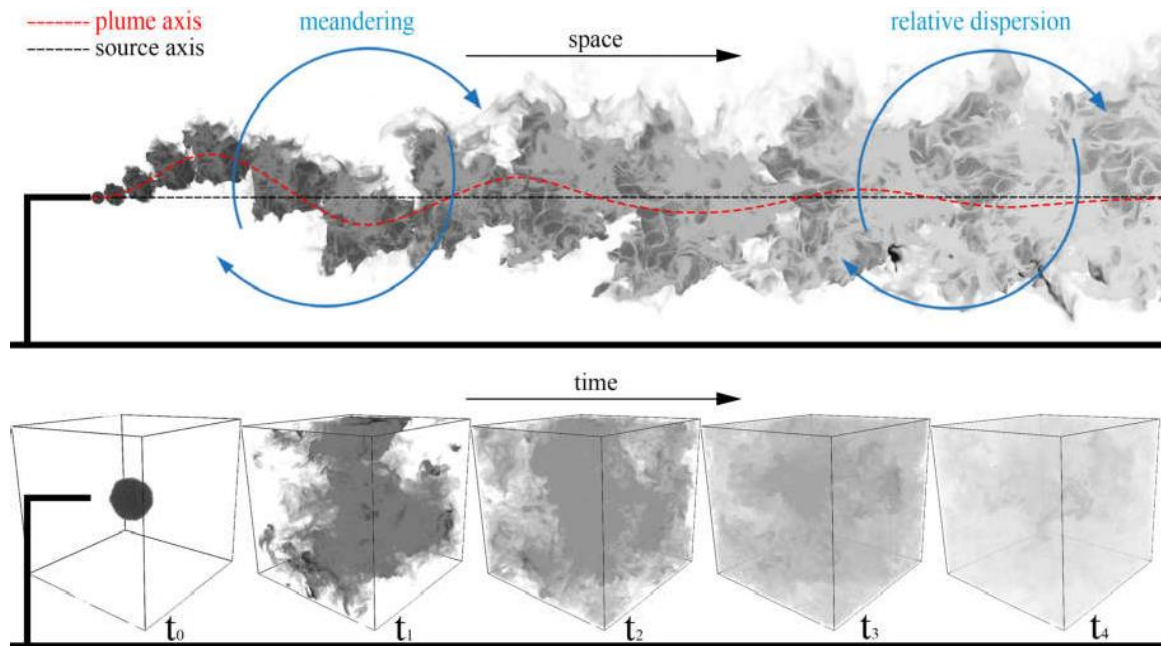 plume axis
source axis
meandering
space
relative dispersion
time
t0
t1
t2
t3
t4